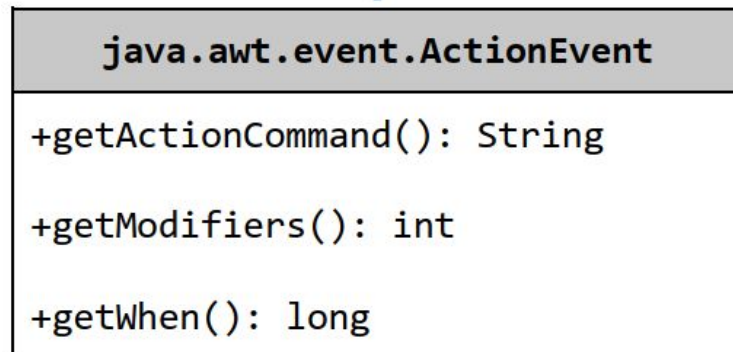 java.awt.event.ActionEvent
+getActionCommand(): String
+getModifiers(): int
+getWhen(): long